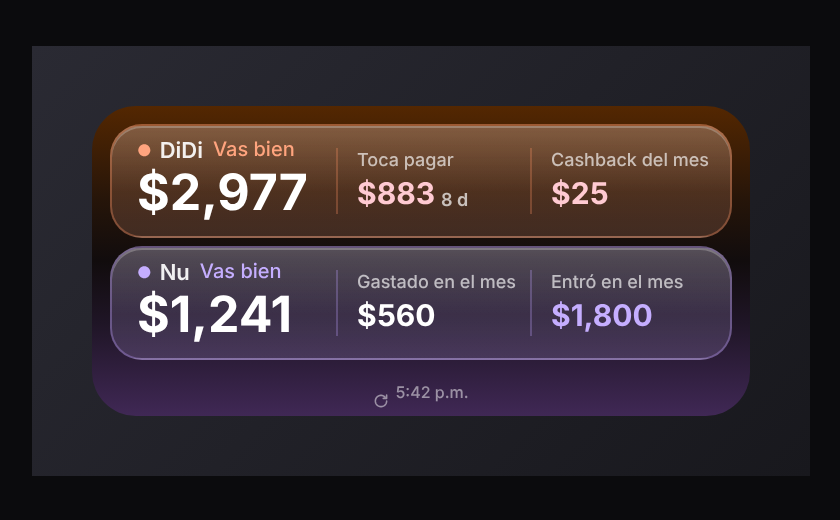 DiDi Vas bien
$2,977
Toca pagar
$883 8 d
Cashback del mes
$25
Nu Vas bien
$1,241
Gastado en el mes
$560
Entró en el mes
$1,800
5:42 p.m.